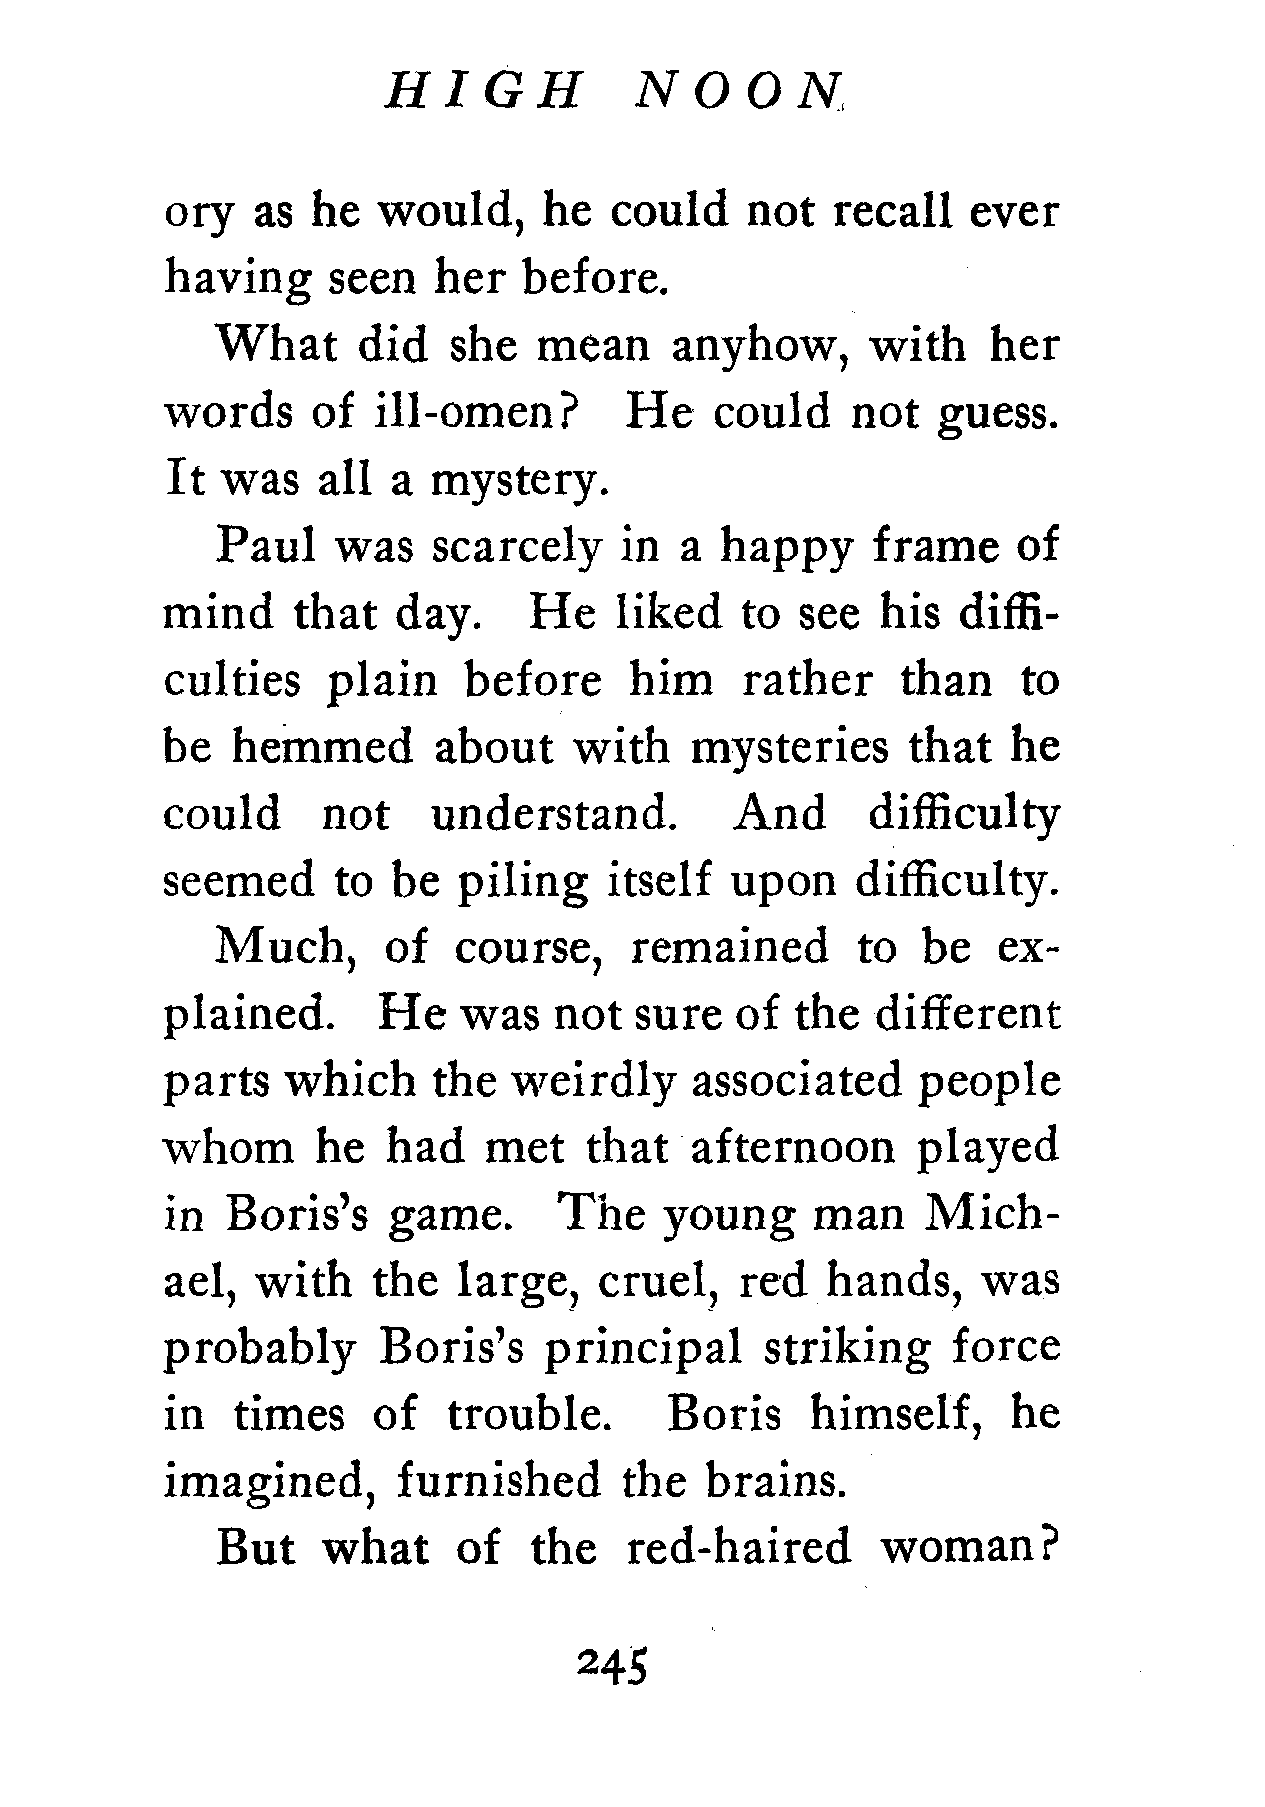 HIGH NOON
ory as he would, he could not recall ever
having seen her before.
What did she mean anyhow, with her
words of ill-omen? He could not guess.
It was all a mystery.
Paul was scarcely in a happy frame of
mind that day. He liked to see his diffi-
culties plain before him rather than to
be hemmed about with mysteries that he
could not understand. And difficulty
seemed to be piling itself upon difficulty.
Much, of course, remained to be ex-
plained. He was not sure of the different
parts which the weirdly associated people
whom he had met that afternoon played
in Boris's game. The young man Mich-
ael, with the large, cruel, red hands, was
probably Boris's principal striking force
in times of trouble. Boris himself, he
imagined, furnished the brains.
But what of the red-haired woman?
245